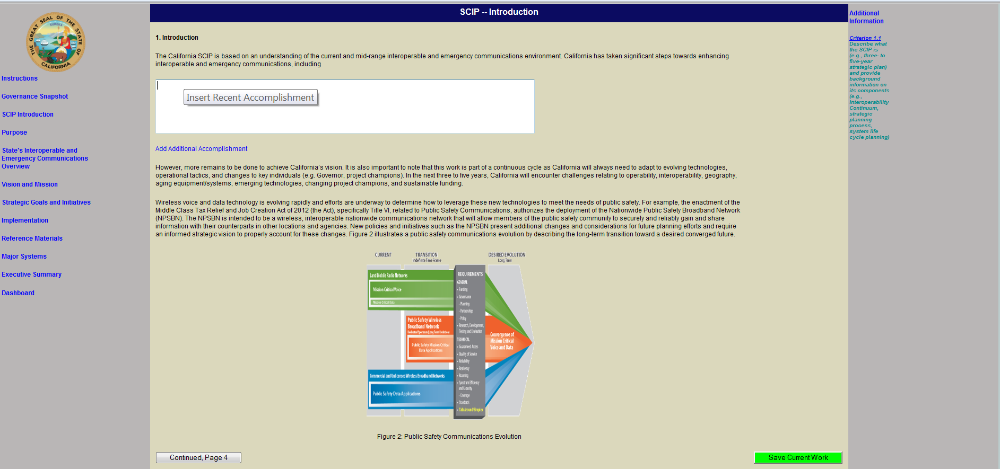 SCIP -- Introduction
THE GREAT SEAL OF THE STATE OF CALIFORNIA
EUREKA
Instructions
Governance Snapshot
SCIP Introduction
Purpose
State's Interoperable and
Emergency Communications
Overview
Vision and Mission
Strategic Goals and Initiatives
Implementation
Reference Materials
Major Systems
Executive Summary
Dashboard
1. Introduction
The California SCIP is based on an understanding of the current and mid-range interoperable and emergency communications environment. California has taken significant steps towards enhancing
interoperable and emergency communications, including
Insert Recent Accomplishment
Add Additional Accomplishment
However, more remains to be done to achieve California's vision. It is also important to note that this work is part of a continuous cycle as California will always need to adapt to evolving technologies,
operational tactics, and changes to key individuals (e.g. Governor, project champions). In the next three to five years, California will encounter challenges relating to operability, interoperability, geography,
aging equipment/systems, emerging technologies, changing project champions, and sustainable funding.
Wireless voice and data technology is evolving rapidly and efforts are underway to determine how to leverage these new technologies to meet the needs of public safety. For example, the enactment of the
Middle Class Tax Relief and Job Creation Act of 2012 (the Act), specifically Title VI, related to Public Safety Communications, authorizes the deployment of the Nationwide Public Safety Broadband Network
(NPSBN). The NPSBN is intended to be a wireless, interoperable nationwide communications network that will allow members of the public safety community to securely and reliably gain and share
information with their counterparts in other locations and agencies. New policies and initiatives such as the NPSBN present additional changes and considerations for future planning efforts and require
an informed strategic vision to properly account for these changes. Figure 2 illustrates a public safety communications evolution by describing the long-term transition toward a desired converged future.
CURRENT
TRANSITION
Indefinite Time Frame
DESIRED EVOLUTION
Long Term
Land Mobile Radio Networks
Mission Critical Voice
Mission Critical Data
Public Safety Wireless
Broadband Network
Dedicated Spectrum (Long Term Evolution)
Public Safety Mission Critical
Data Applications
Commercial and Unlicensed Wireless Broadband Networks
Public Safety Data Applications
REQUIREMENTS
GENERAL
• Funding
• Governance
- Planning
- Partnerships
- Policy
• Research, Development,
Testing and Evaluation
TECHNICAL
• Guaranteed Access
• Quality of Service
• Reliability
• Resiliency
• Roaming
• Spectrum Efficiency
and Capacity
- Coverage
• Standards
• Talk Around/Simplex
Convergence of
Mission Critical
Voice and Data
Figure 2: Public Safety Communications Evolution
Continued, Page 4
Save Current Work
Additional
Information
Criterion 1.1
Describe what
the SCIP is
(e.g., three- to
five-year
strategic plan)
and provide
background
information on
its components
(e.g.,
Interoperability
Continuum,
strategic
planning
process,
system life
cycle planning)